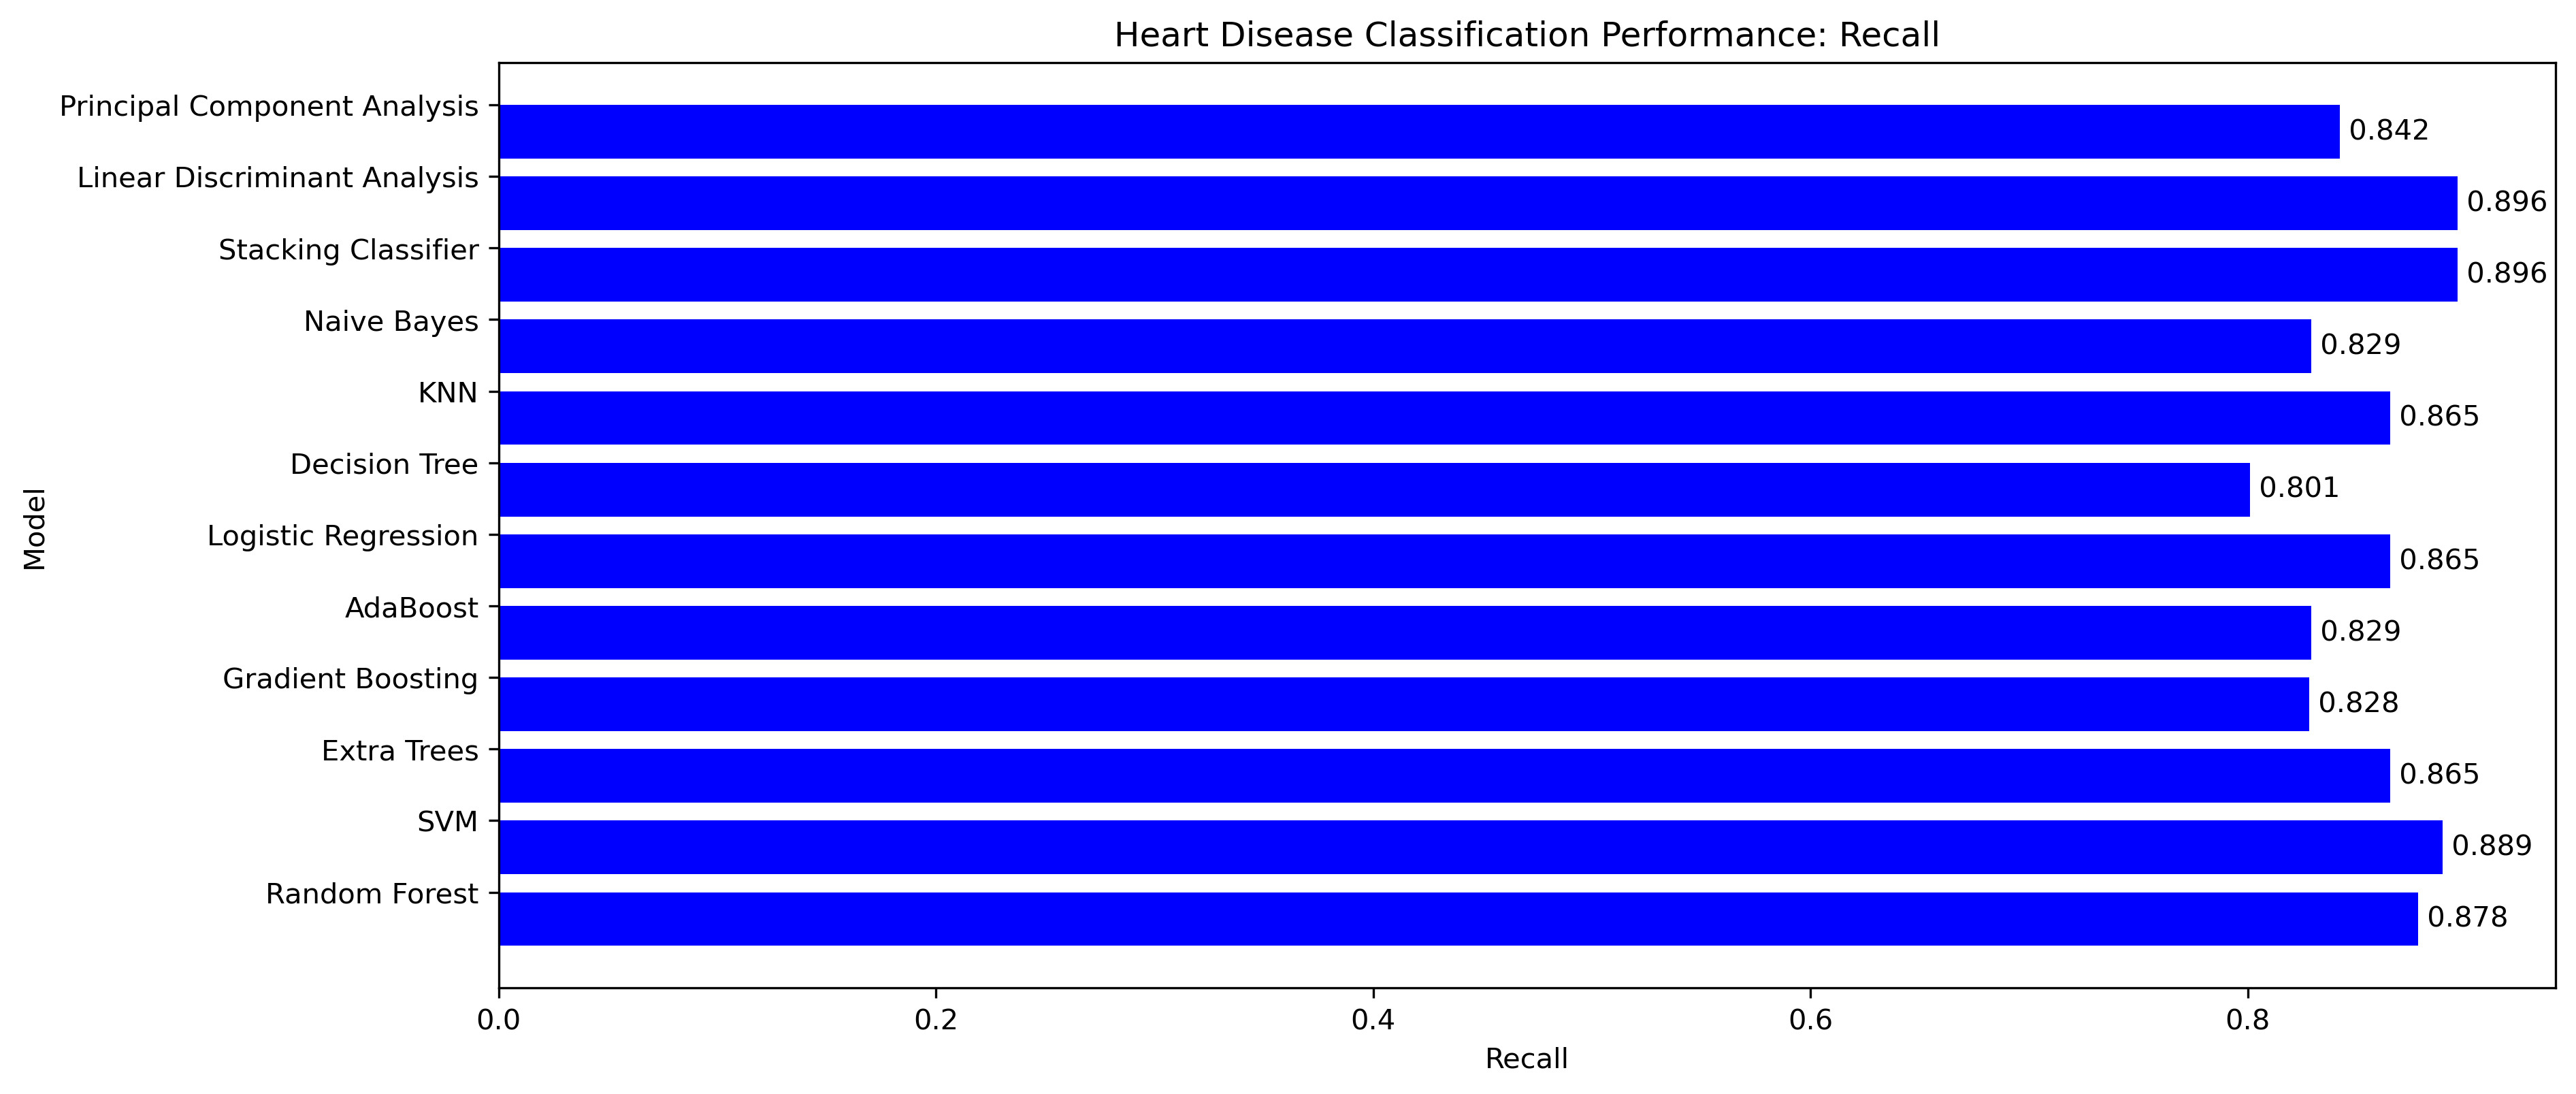 Heart Disease Classification Performance: Recall
Principal Component Analysis
0.842
Linear Discriminant Analysis
0.896
Stacking Classifier
0.896
Naive Bayes
0.829
KNN
0.865
Decision Tree
0.801
Logistic Regression
0.865
AdaBoost
0.829
Gradient Boosting
0.828
Extra Trees
0.865
SVM
0.889
Random Forest
0.878
Model
0.0 0.2 0.4 0.6 0.8
Recall